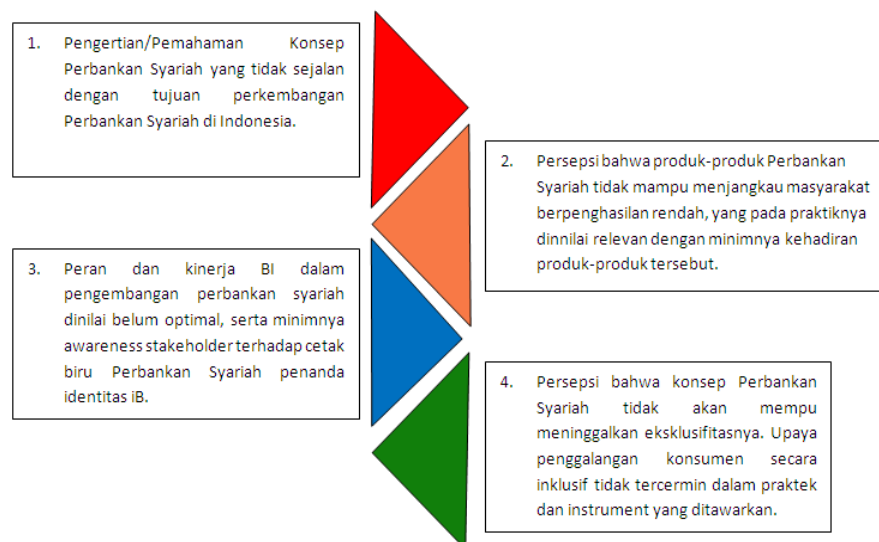 1. Pengertian/Pemahaman Konsep
Perbankan Syariah yang tidak sejalan
dengan tujuan perkembangan
Perbankan Syariah di Indonesia.
2. Persepsi bahwa produk-produk Perbankan
Syariah tidak mampu menjangkau masyarakat
berpenghasilan rendah, yang pada praktiknya
dinnilai relevan dengan minimnya kehadiran
produk-produk tersebut.
3. Peran dan kinerja BI dalam
pengembangan perbankan syariah
dinilai belum optimal, serta minimnya
awareness stakeholder terhadap cetak
biru Perbankan Syariah penanda
identitas iB.
4. Persepsi bahwa konsep Perbankan
Syariah tidak akan mempu
meninggalkan eksklusifitasnya. Upaya
penggalangan konsumen secara
inklusif tidak tercermin dalam praktek
dan instrument yang ditawarkan.